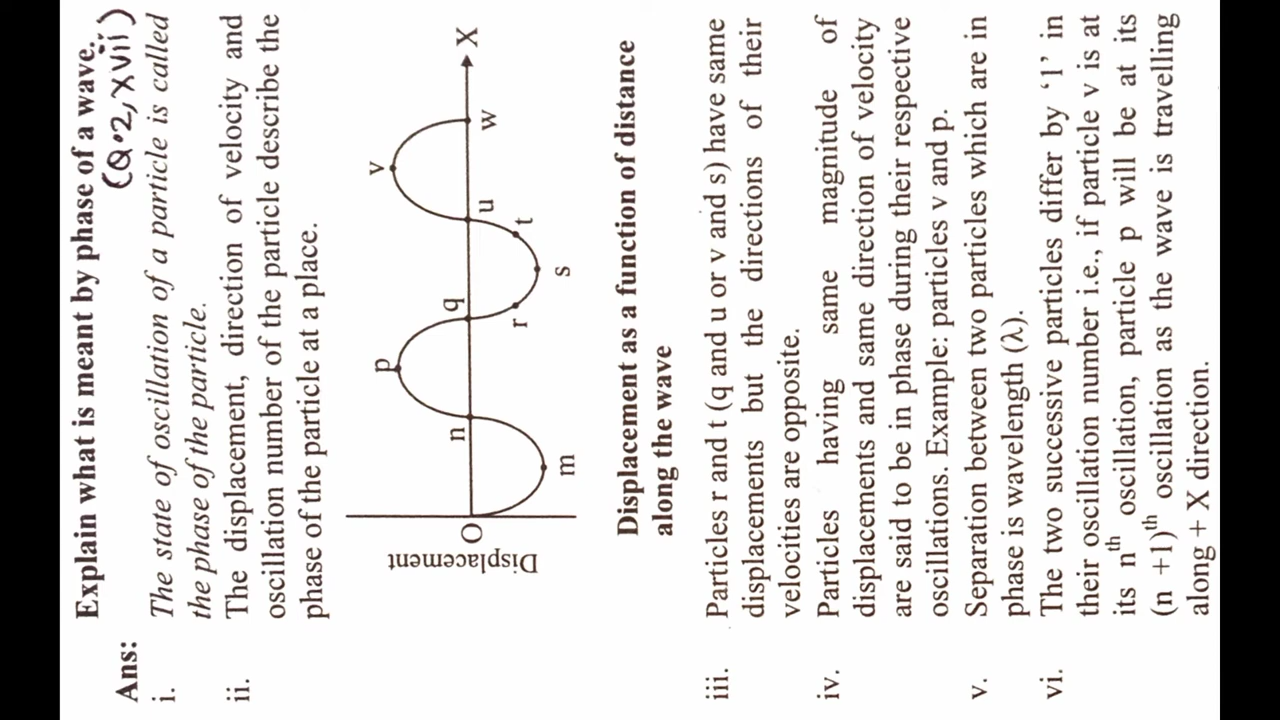 Explain what is meant by phase of a wave.
(Q.2, xvii)
Ans:
i. The state of oscillation of a particle is called
the phase of the particle.
ii. The displacement, direction of velocity and
oscillation number of the particle describe the
phase of the particle at a place.
Displacement
O
m
n
p
q
r
s
t
u
v
w
X
Displacement as a function of distance
along the wave
iii. Particles r and t (q and u or v and s) have same
displacements but the directions of their
velocities are opposite.
iv. Particles having same magnitude of
displacements and same direction of velocity
are said to be in phase during their respective
oscillations. Example: particles v and p.
v. Separation between two particles which are in
phase is wavelength (λ).
vi. The two successive particles differ by ‘1’ in
their oscillation number i.e., if particle v is at
its nth oscillation, particle p will be at its
(n +1)th oscillation as the wave is travelling
along + X direction.